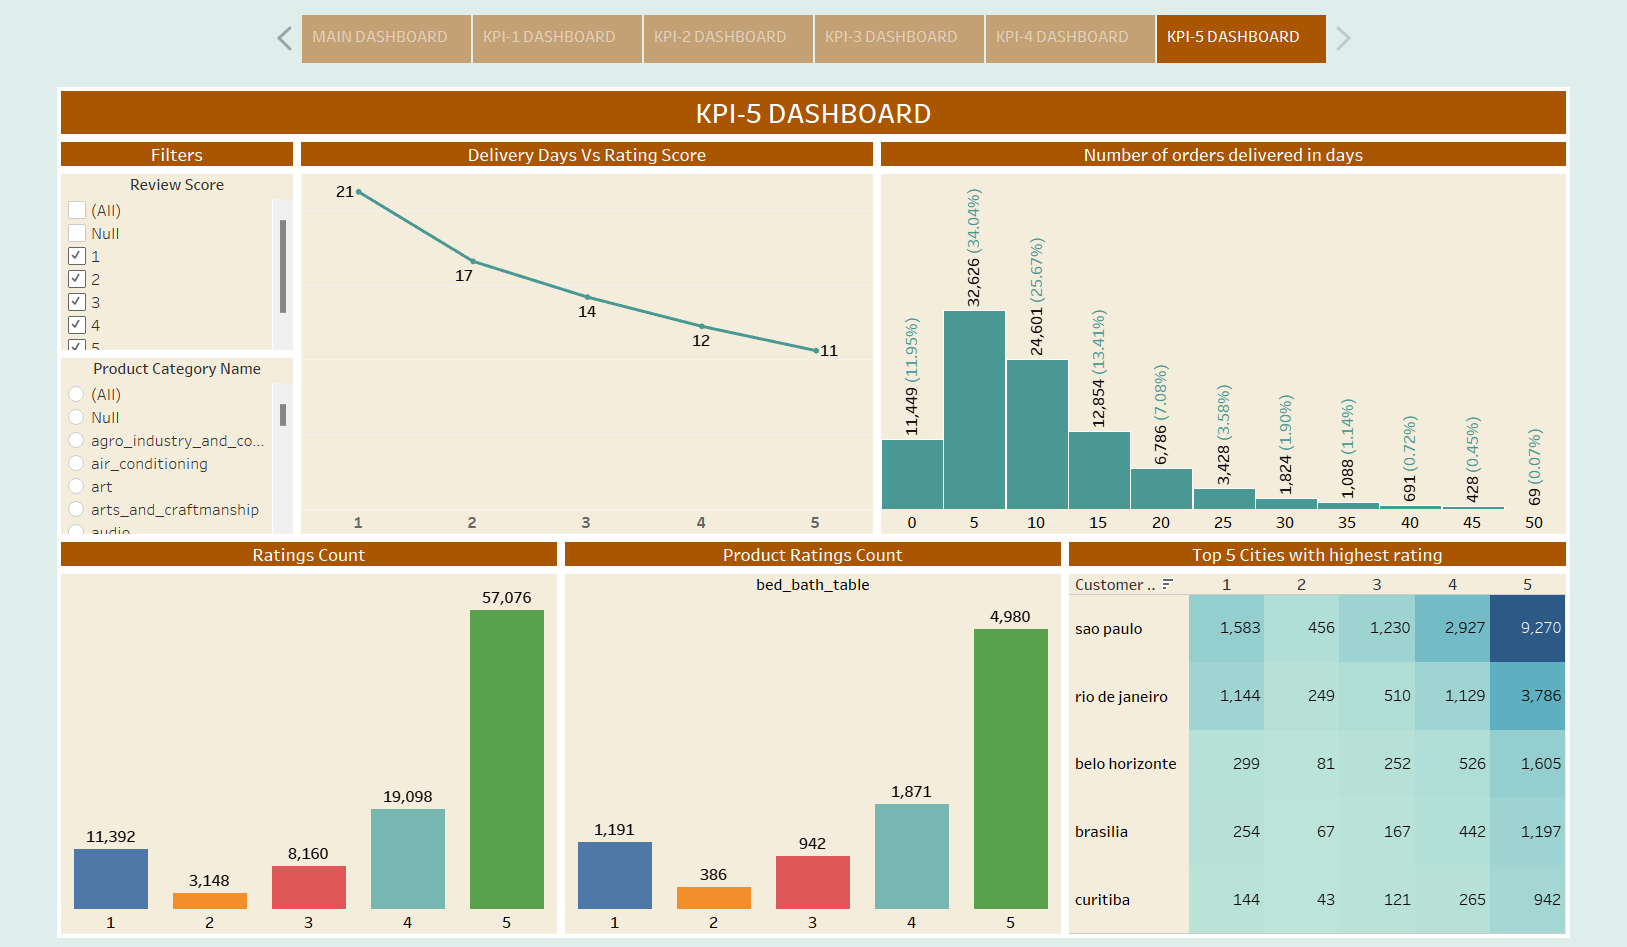 MAIN DASHBOARD
KPI-1 DASHBOARD
KPI-2 DASHBOARD
KPI-3 DASHBOARD
KPI-4 DASHBOARD
KPI-5 DASHBOARD
KPI-5 DASHBOARD
Filters
Review Score
(All)
Null
1
2
3
4
5
Product Category Name
(All)
Null
agro_industry_and_co...
air_conditioning
art
arts_and_craftmanship
audio
Delivery Days Vs Rating Score
21
17
14
12
11
1 2 3 4 5
Number of orders delivered in days
11,449 (11.95%)
32,626 (34.04%)
24,601 (25.67%)
12,854 (13.41%)
6,786 (7.08%)
3,428 (3.58%)
1,824 (1.90%)
1,088 (1.14%)
691 (0.72%)
428 (0.45%)
69 (0.07%)
0 5 10 15 20 25 30 35 40 45 50
Ratings Count
11,392
3,148
8,160
19,098
57,076
1 2 3 4 5
Product Ratings Count
bed_bath_table
1,191
386
942
1,871
4,980
1 2 3 4 5
Top 5 Cities with highest rating
Customer .. 1 2 3 4 5
sao paulo 1,583 456 1,230 2,927 9,270
rio de janeiro 1,144 249 510 1,129 3,786
belo horizonte 299 81 252 526 1,605
brasilia 254 67 167 442 1,197
curitiba 144 43 121 265 942